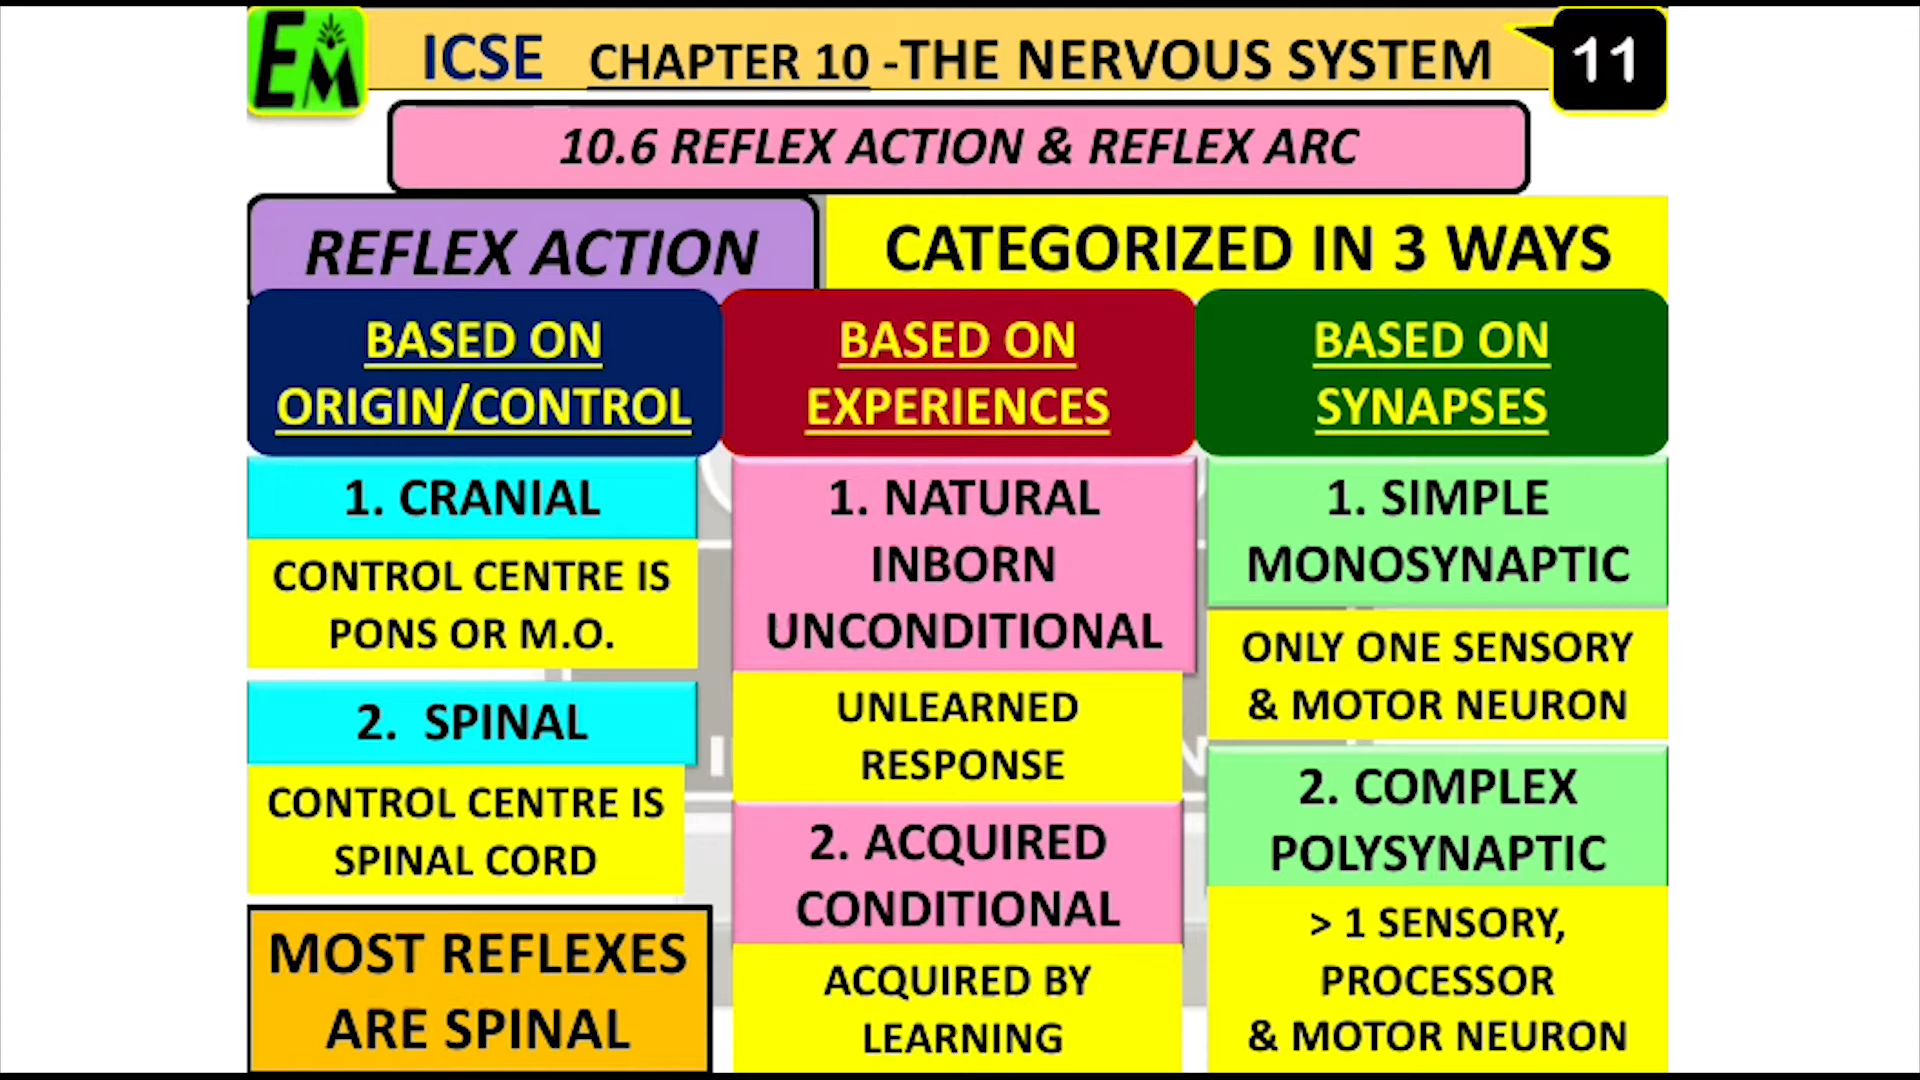 EM
ICSE CHAPTER 10 -THE NERVOUS SYSTEM
11
10.6 REFLEX ACTION & REFLEX ARC
REFLEX ACTION
CATEGORIZED IN 3 WAYS
BASED ON
ORIGIN/CONTROL
1. CRANIAL
CONTROL CENTRE IS
PONS OR M.O.
2. SPINAL
CONTROL CENTRE IS
SPINAL CORD
MOST REFLEXES
ARE SPINAL
BASED ON
EXPERIENCES
1. NATURAL
INBORN
UNCONDITIONAL
UNLEARNED
RESPONSE
2. ACQUIRED
CONDITIONAL
ACQUIRED BY
LEARNING
BASED ON
SYNAPSES
1. SIMPLE
MONOSYNAPTIC
ONLY ONE SENSORY
& MOTOR NEURON
2. COMPLEX
POLYSYNAPTIC
> 1 SENSORY,
PROCESSOR
& MOTOR NEURON